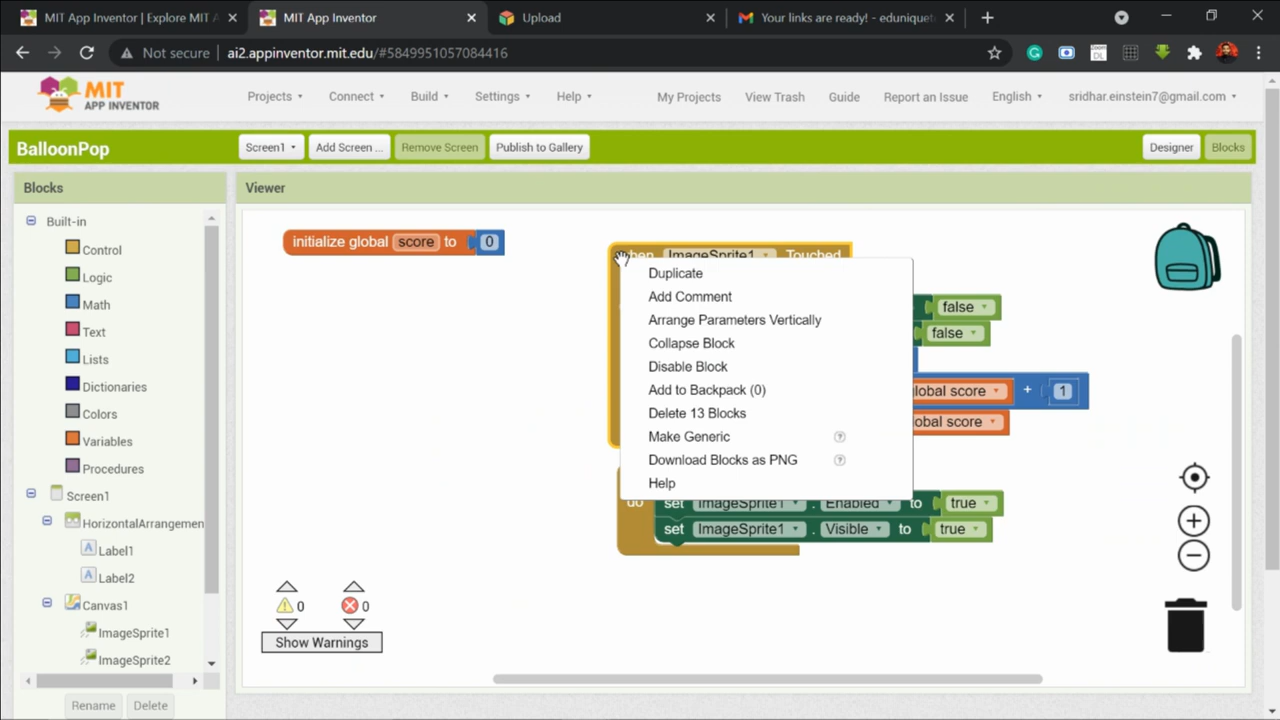 MIT App Inventor | Explore MIT A
MIT App Inventor
Upload
Your links are ready! - eduniquete
Not secure
ai2.appinventor.mit.edu/#5849951057084416
MIT
APP INVENTOR
Projects
Connect
Build
Settings
Help
My Projects
View Trash
Guide
Report an Issue
English
sridhar.einstein7@gmail.com
BalloonPop
Screen1
Add Screen ...
Remove Screen
Publish to Gallery
Designer
Blocks
Blocks
Viewer
Built-in
Control
Logic
Math
Text
Lists
Dictionaries
Colors
Variables
Procedures
Screen1
HorizontalArrangemen
Label1
Label2
Canvas1
ImageSprite1
ImageSprite2
Rename
Delete
initialize global score to 0
when ImageSprite1 . Touched
Duplicate
Add Comment
Arrange Parameters Vertically
Collapse Block
Disable Block
Add to Backpack (0)
Delete 13 Blocks
Make Generic ?
Download Blocks as PNG ?
Help
false
false
global score + 1
obal score
do set ImageSprite1 . Enabled to true
set ImageSprite1 . Visible to true
0
0
Show Warnings